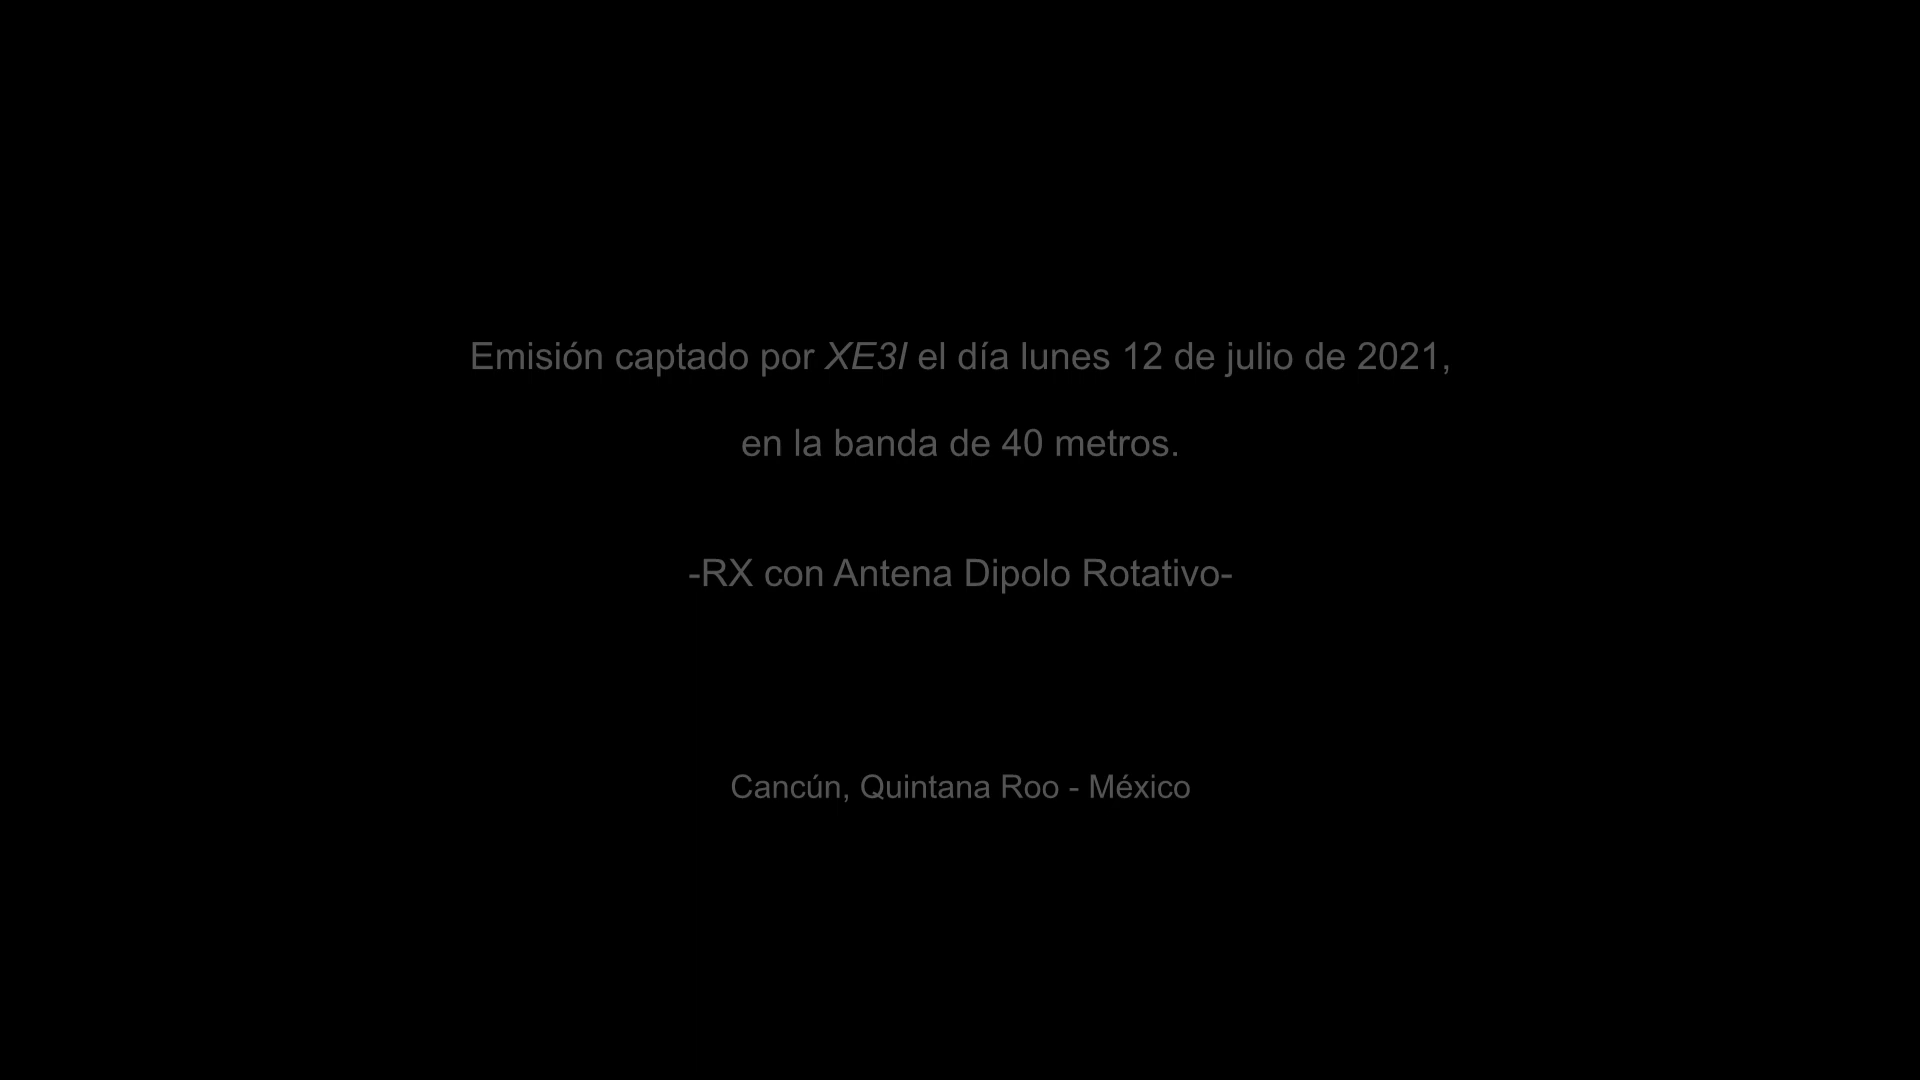 Emisión captado por XE3I el día lunes 12 de julio de 2021,
en la banda de 40 metros.
-RX con Antena Dipolo Rotativo-
Cancún, Quintana Roo - México